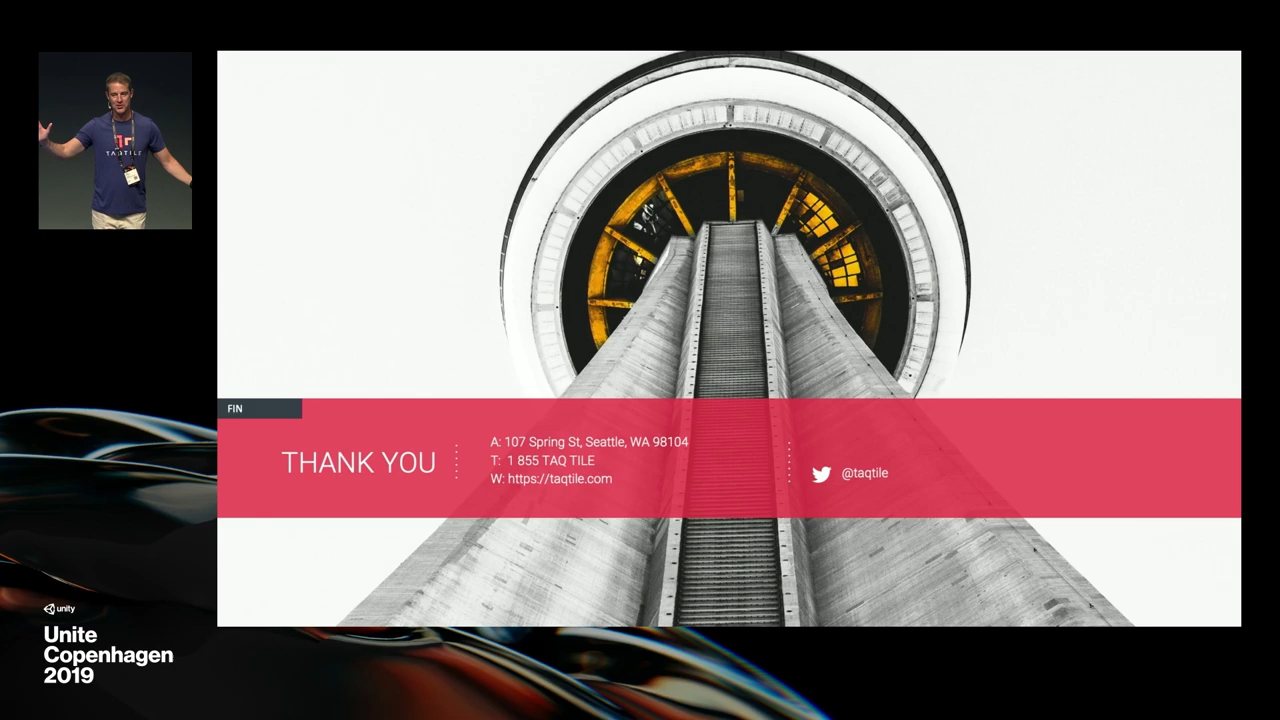 TAQTILE
FIN
THANK YOU
A: 107 Spring St, Seattle, WA 98104
T: 1 855 TAQ TILE
W: https://taqtile.com
@taqtile
unity
Unite
Copenhagen
2019